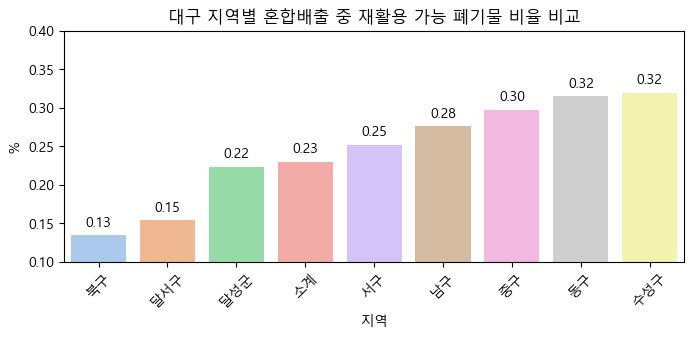 대구 지역별 혼합배출 중 재활용 가능 폐기물 비율 비교
%
0.40
0.35
0.30
0.25
0.20
0.15
0.10
0.13
0.15
0.22
0.23
0.25
0.28
0.30
0.32
0.32
북구
달서구
달성군
소계
서구
남구
중구
동구
수성구
지역